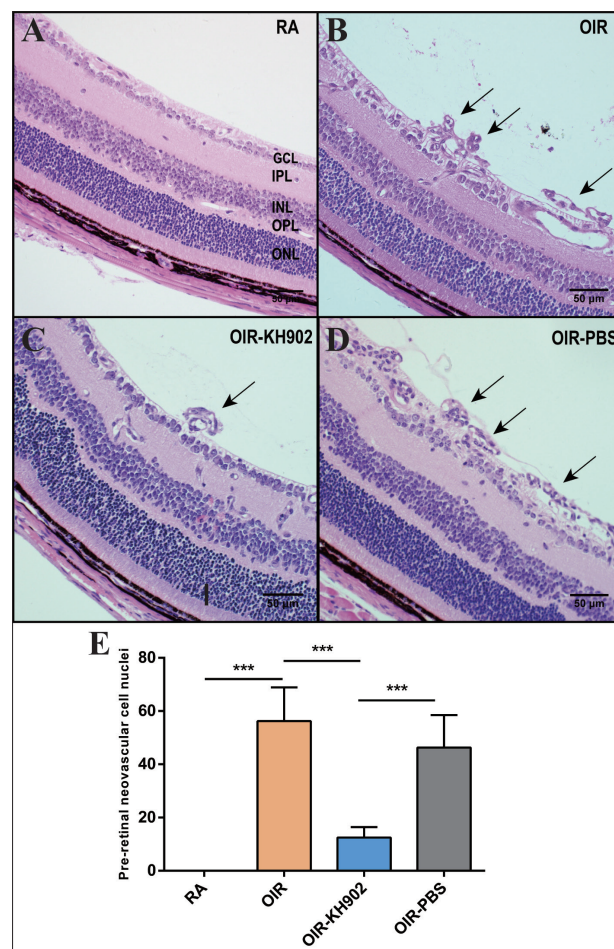 A
RA
GCL
IPL
INL
OPL
ONL
50 µm
B
OIR
50 µm
C
OIR-KH902
50 µm
D
OIR-PBS
50 µm
E
Pre-retinal neovascular cell nuclei
80
60
40
20
0
***
***
***
RA
OIR
OIR-KH902
OIR-PBS